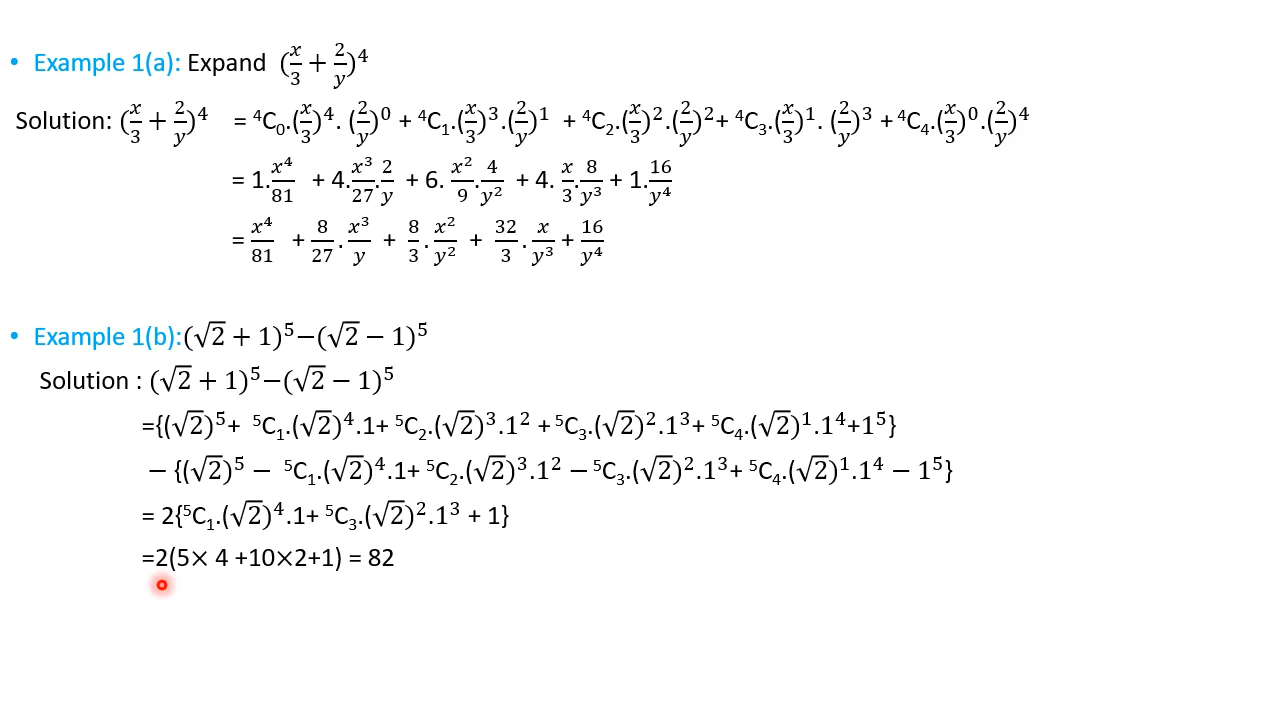 • Example 1(a): Expand (x/3 + 2/y)⁴
Solution: (x/3 + 2/y)⁴ = ⁴C₀.(x/3)⁴. (2/y)⁰ + ⁴C₁.(x/3)³.(2/y)¹ + ⁴C₂.(x/3)².(2/y)²+ ⁴C₃.(x/3)¹. (2/y)³ + ⁴C₄.(x/3)⁰.(2/y)⁴
= 1.x⁴/81 + 4.x³/27.2/y + 6. x²/9.4/y² + 4. x/3.8/y³ + 1.16/y⁴
= x⁴/81 + 8/27.x³/y + 8/3.x²/y² + 32/3.x/y³ + 16/y⁴
• Example 1(b):(√2 + 1)⁵−(√2 − 1)⁵
Solution : (√2 + 1)⁵−(√2 − 1)⁵
={(√2)⁵+ ⁵C₁.(√2)⁴.1+ ⁵C₂.(√2)³.1² + ⁵C₃.(√2)².1³+ ⁵C₄.(√2)¹.1⁴+1⁵}
− {(√2)⁵ − ⁵C₁.(√2)⁴.1+ ⁵C₂.(√2)³.1² − ⁵C₃.(√2)².1³+ ⁵C₄.(√2)¹.1⁴ − 1⁵}
= 2{⁵C₁.(√2)⁴.1+ ⁵C₃.(√2)².1³ + 1}
=2(5× 4 +10×2+1) = 82